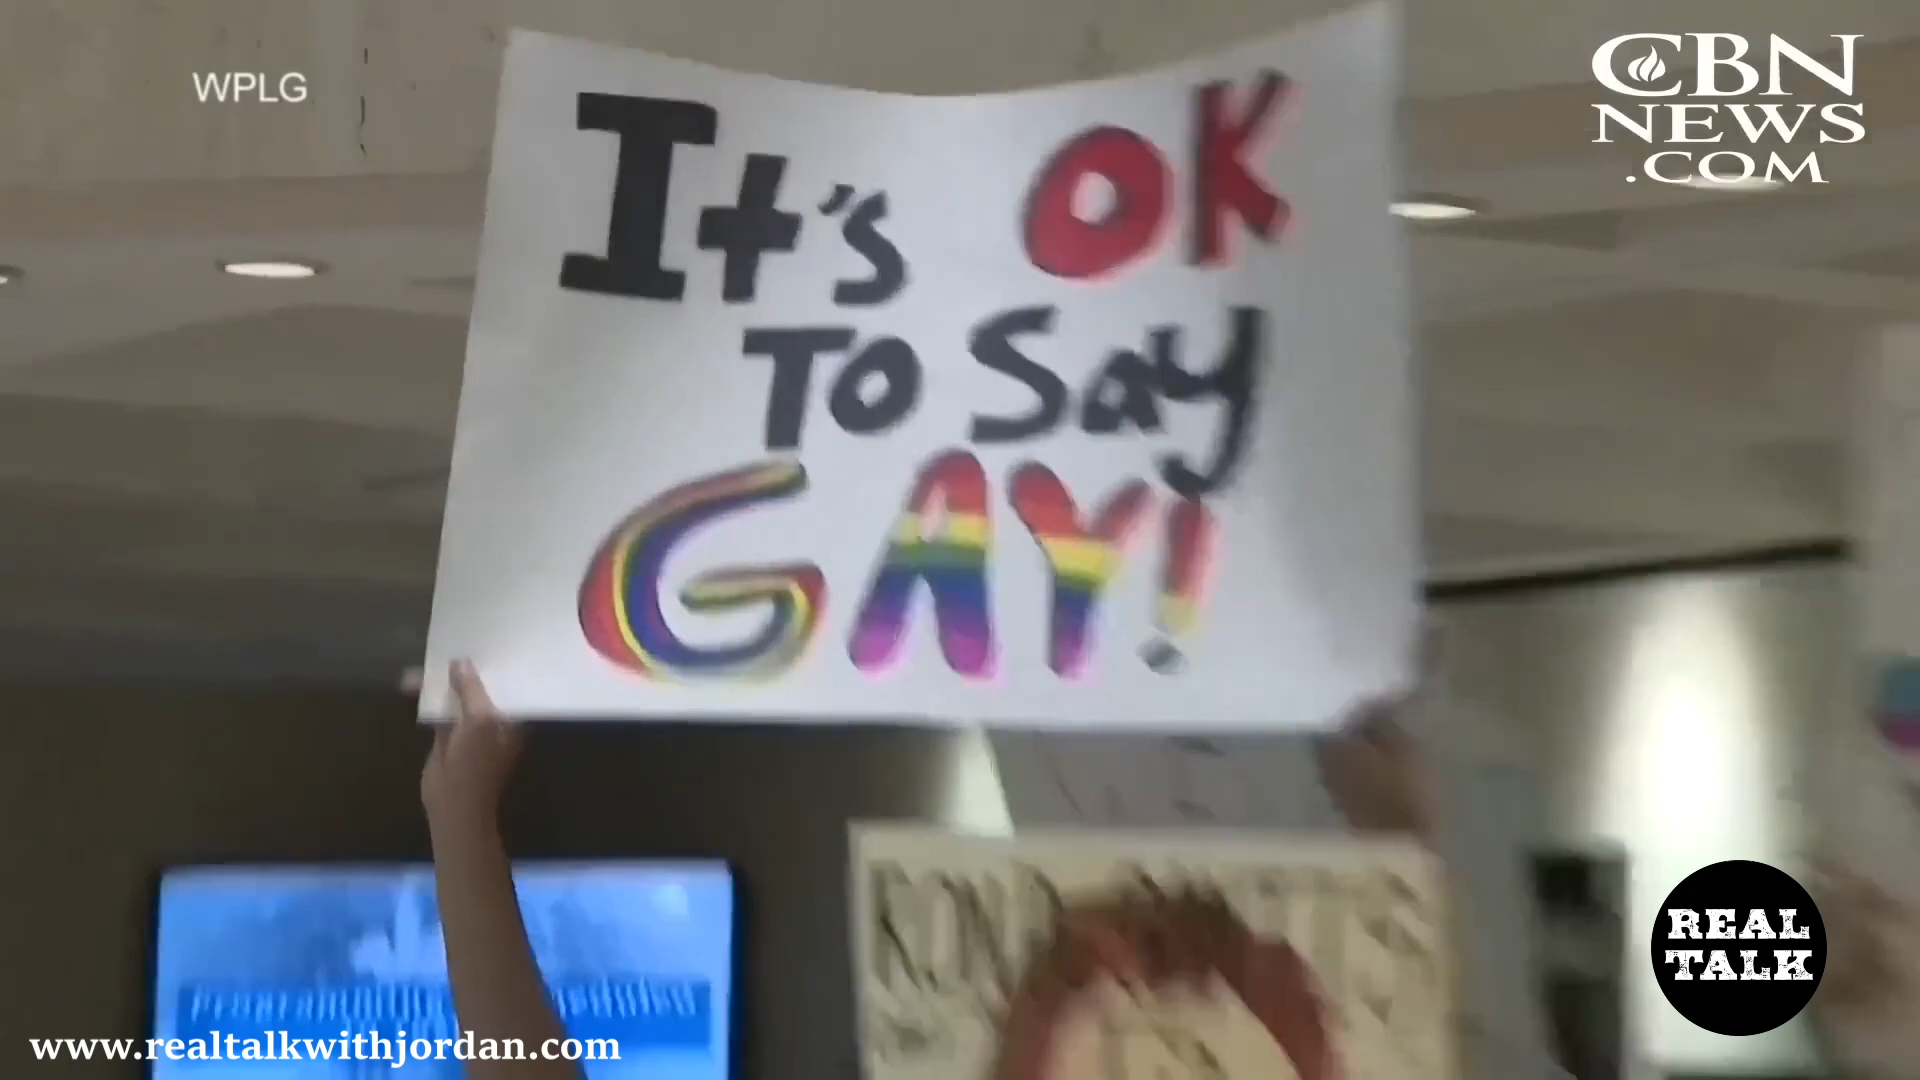 WPLG
CBN
NEWS
.COM
It's OK
TO Say
GAY!
REAL
TALK
www.realtalkwithjordan.com